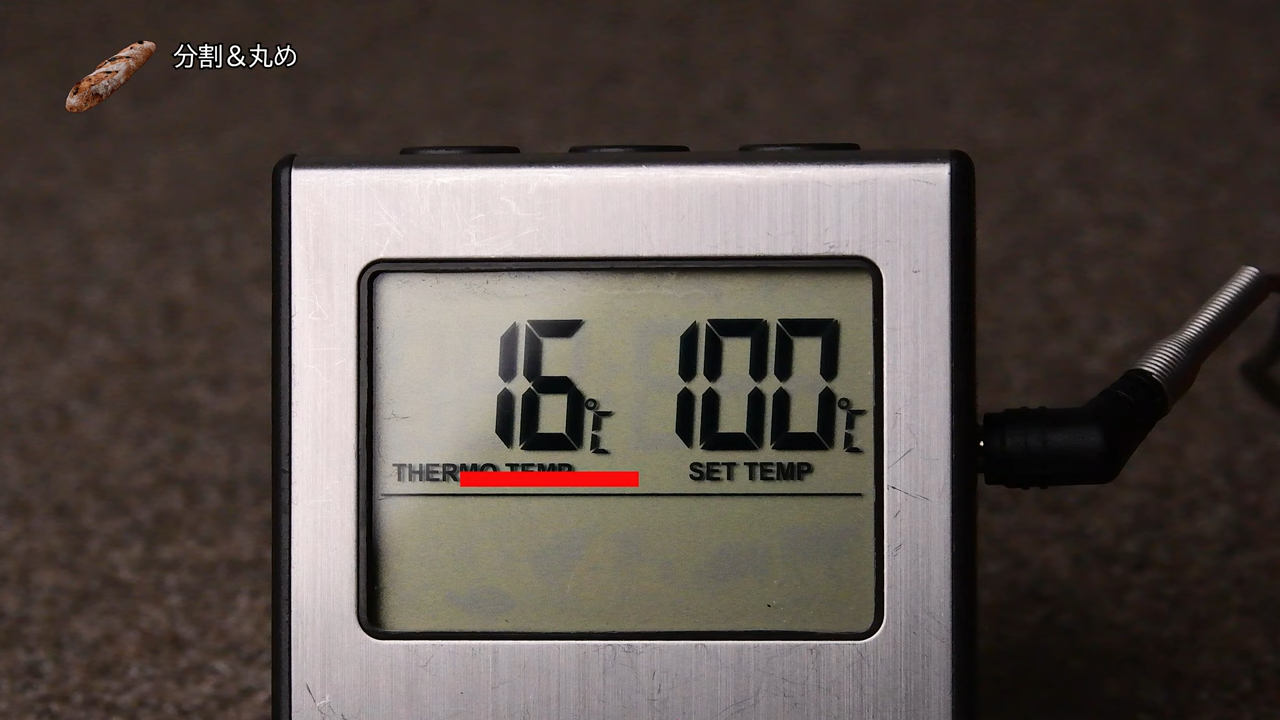 分割＆丸め
16℃ 100℃
THERMO TEMP SET TEMP